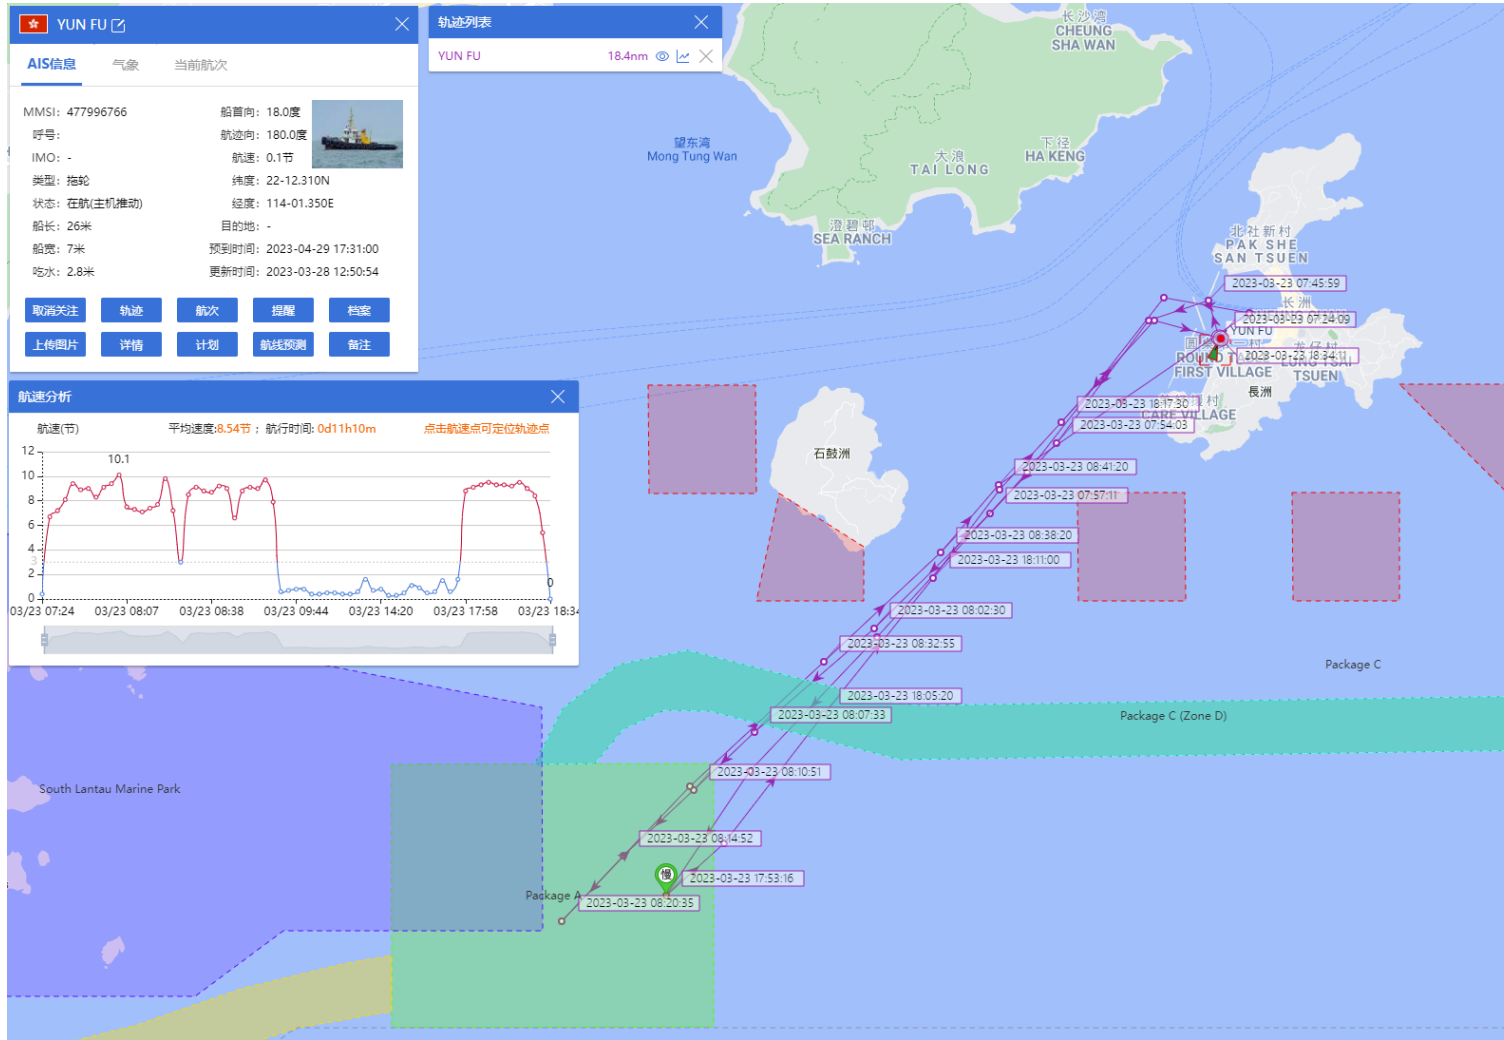 YUN FU
AIS信息 气象 当前航次
MMSI: 477996766 船首向: 18.0度
呼号: 航迹向: 180.0度
IMO: - 航速: 0.1节
类型: 拖轮 纬度: 22-12.310N
状态: 在航(主机推动) 经度: 114-01.350E
船长: 26米 目的地: -
船宽: 7米 预到时间: 2023-04-29 17:31:00
吃水: 2.8米 更新时间: 2023-03-28 12:50:54
取消关注 轨迹 航次 提醒 档案
上传图片 详情 计划 航线预测 备注
轨迹列表
YUN FU 18.4nm
航速分析
航速(节) 平均速度:8.54节 ; 航行时间: 0d11h10m 点击航速点可定位轨迹点
12
10
8
6
4
3
2
0
10.1
0
03/23 07:24 03/23 08:07 03/23 08:38 03/23 09:44 03/23 14:20 03/23 17:58 03/23 18:34
长沙湾
CHEUNG
SHA WAN
望东湾
Mong Tung Wan
大浪
TAI LONG
下径
HA KENG
澄碧邨
SEA RANCH
北社新村
PAK SHE
SAN TSUEN
2023-03-23 07:45:59
长洲
2023-03-23 07:24:09
YUN FU
2023-03-23 18:34:11
ROUND TABLE
FIRST VILLAGE
LUNG TSAI
TSUEN
長洲
2023-03-23 18:17:30
CARE VILLAGE
2023-03-23 07:54:03
石鼓洲
2023-03-23 08:41:20
2023-03-23 07:57:11
2023-03-23 08:38:20
2023-03-23 18:11:00
2023-03-23 08:02:30
2023-03-23 08:32:55
Package C
2023-03-23 18:05:20
2023-03-23 08:07:33
Package C (Zone D)
2023-03-23 08:10:51
South Lantau Marine Park
2023-03-23 08:14:52
慢
2023-03-23 17:53:16
Package A
2023-03-23 08:20:35